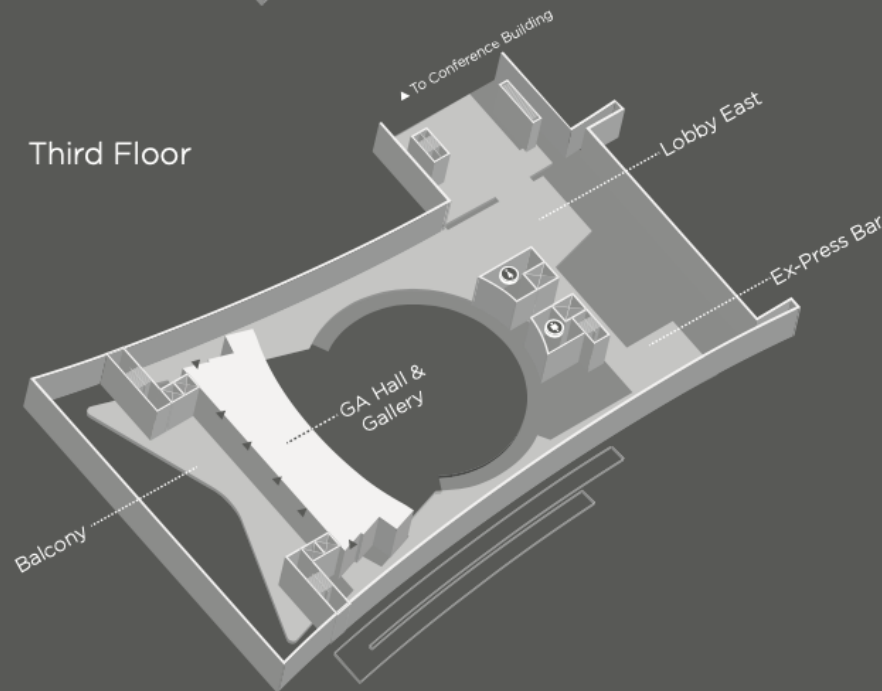 ▲ To Conference Building
Third Floor
Lobby East
Ex-Press Bar
GA Hall &
Gallery
Balcony